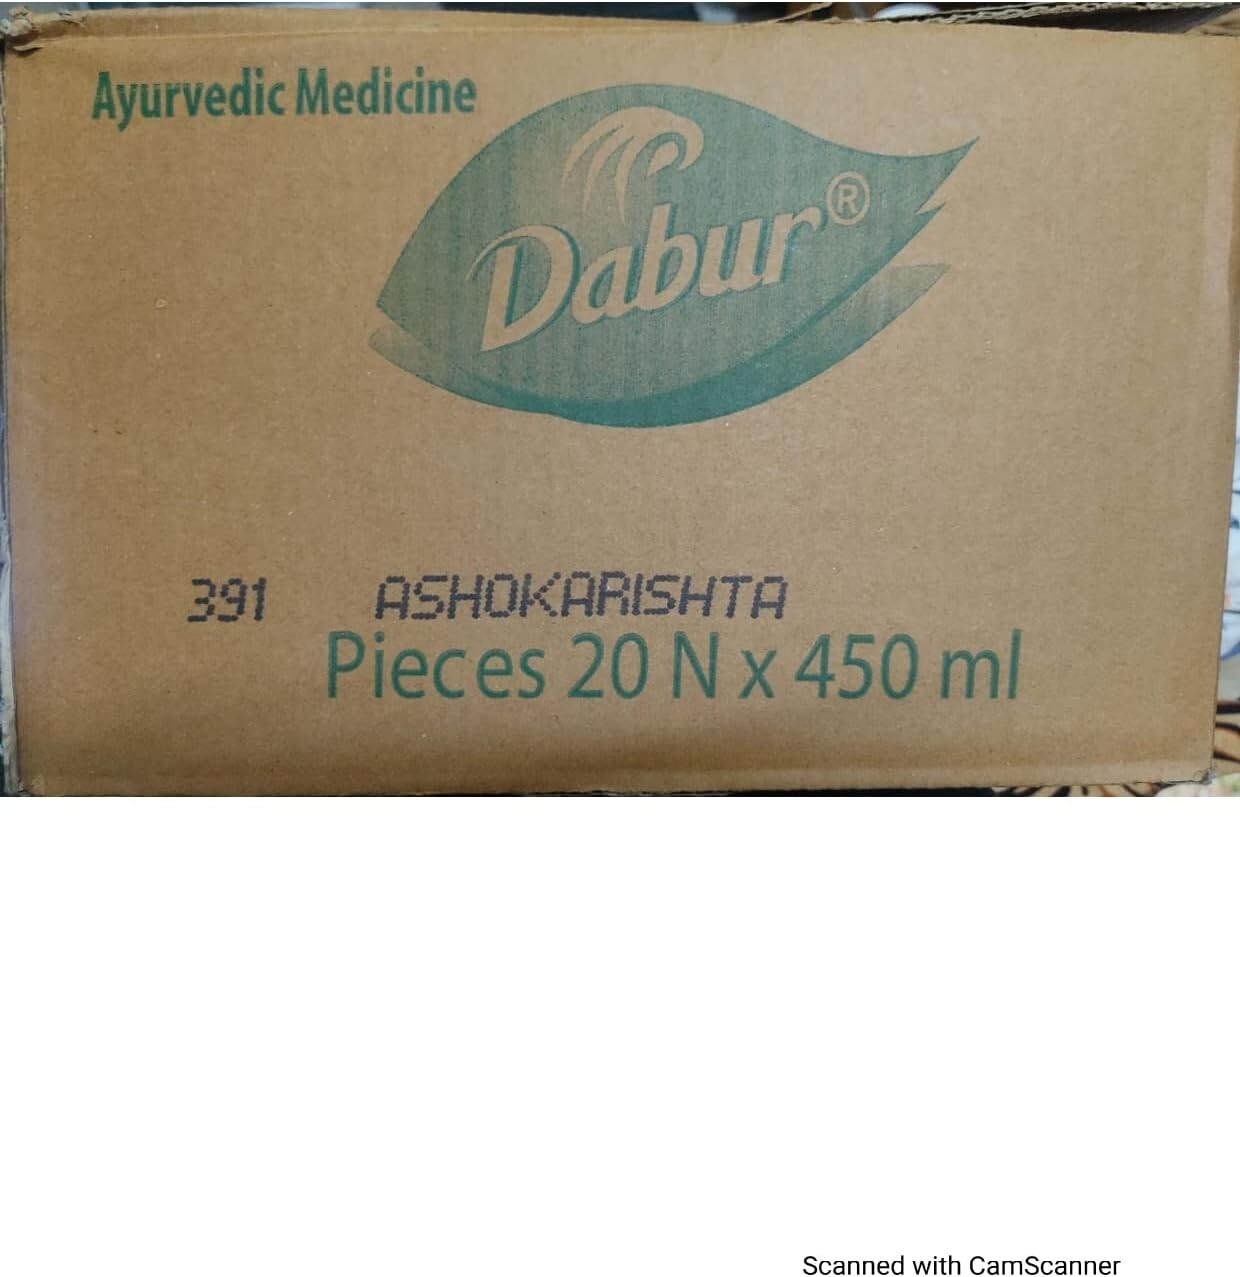 Ayurvedic Medicine
Dabur®
391 ASHOKARISHTA
Pieces 20 N x 450 ml
Scanned with CamScanner